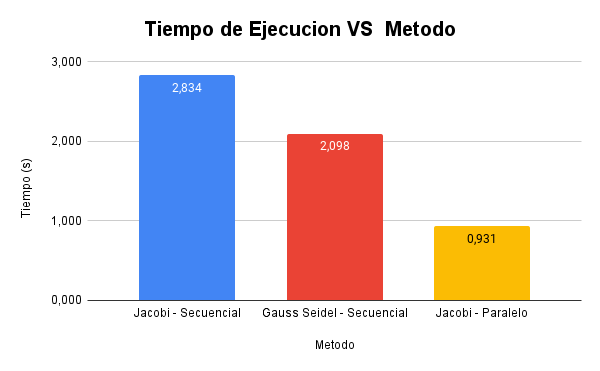 Tiempo de Ejecucion VS  Metodo
Tiempo (s)
3,000
2,000
1,000
0,000
2,834
2,098
0,931
Jacobi - Secuencial
Gauss Seidel - Secuencial
Jacobi - Paralelo
Metodo